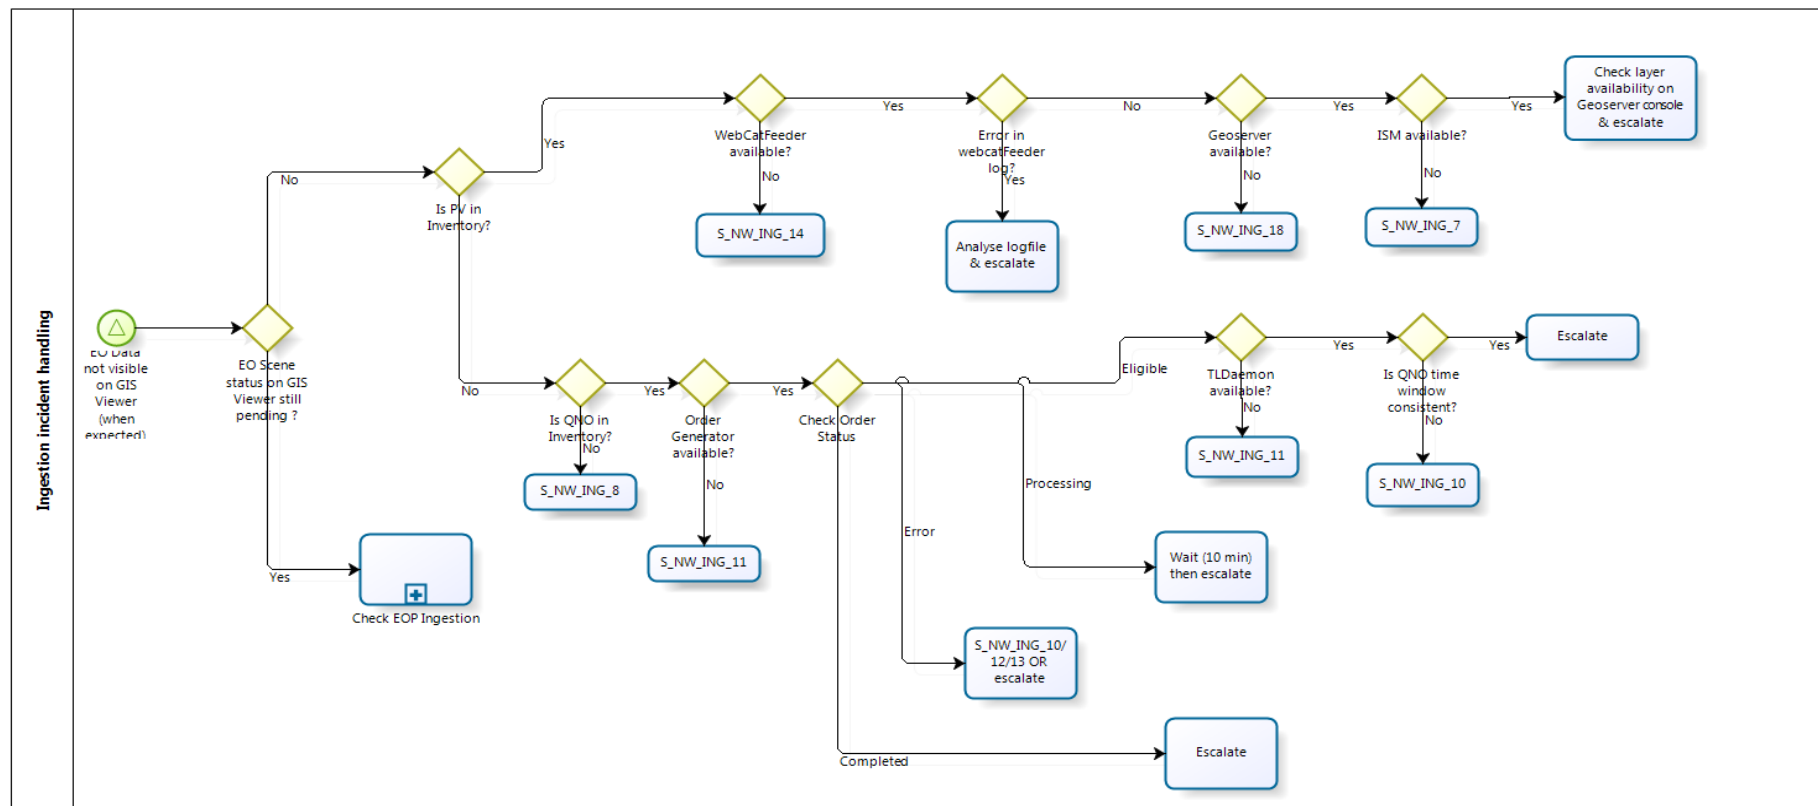 Ingestion incident handling
EO Data
not visible
on GIS
Viewer
(when
expected)
EO Scene
status on GIS
Viewer still
pending ?
No
Yes
Check EOP Ingestion
Is PV in
Inventory?
Yes
No
WebCatFeeder
available?
Yes
No
S_NW_ING_14
Error in
webcatFeeder
log?
No
Yes
Analyse logfile
& escalate
Geoserver
available?
Yes
No
S_NW_ING_18
ISM available?
Yes
No
S_NW_ING_7
Check layer
availability on
Geoserver console
& escalate
Is QNO in
Inventory?
Yes
No
S_NW_ING_8
Order
Generator
available?
Yes
No
S_NW_ING_11
Check Order
Status
Eligible
Processing
Error
Completed
TLDaemon
available?
Yes
No
S_NW_ING_11
Is QNO time
window
consistent?
Yes
No
S_NW_ING_10
Escalate
Wait (10 min)
then escalate
S_NW_ING_10/
12/13 OR
escalate
Escalate